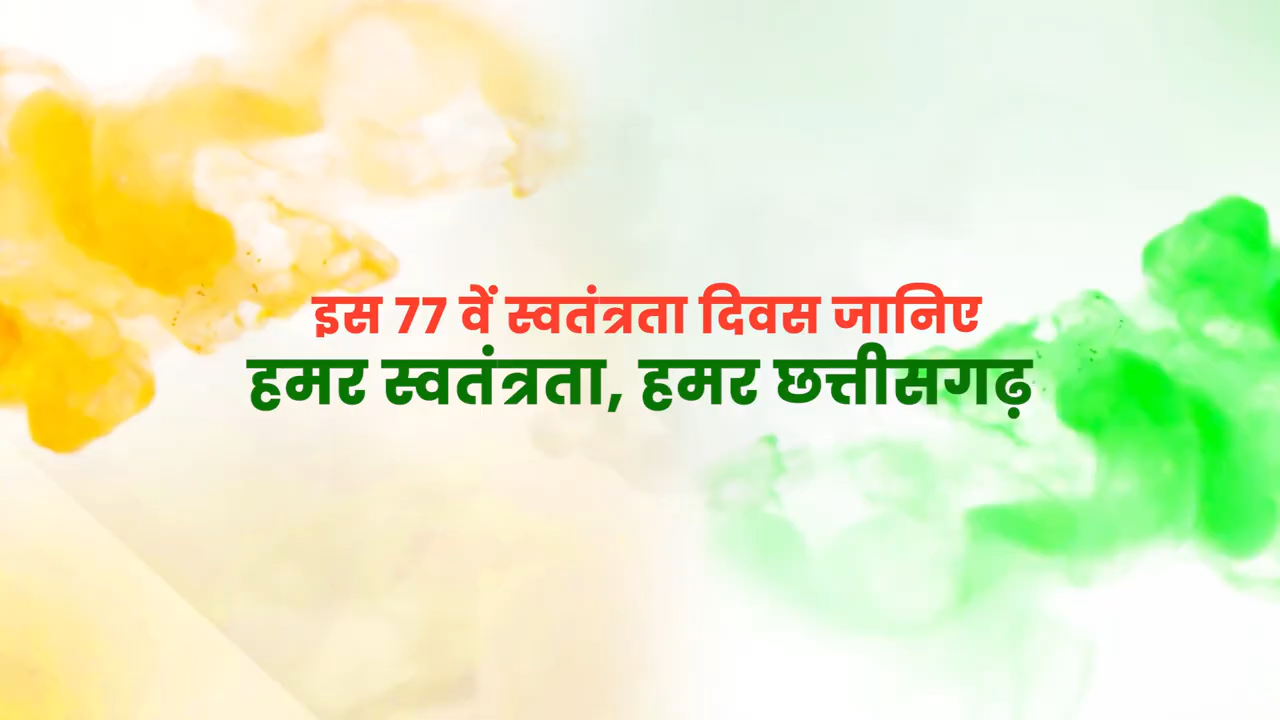 इस 77 वें स्वतंत्रता दिवस जानिए
हमर स्वतंत्रता, हमर छत्तीसगढ़